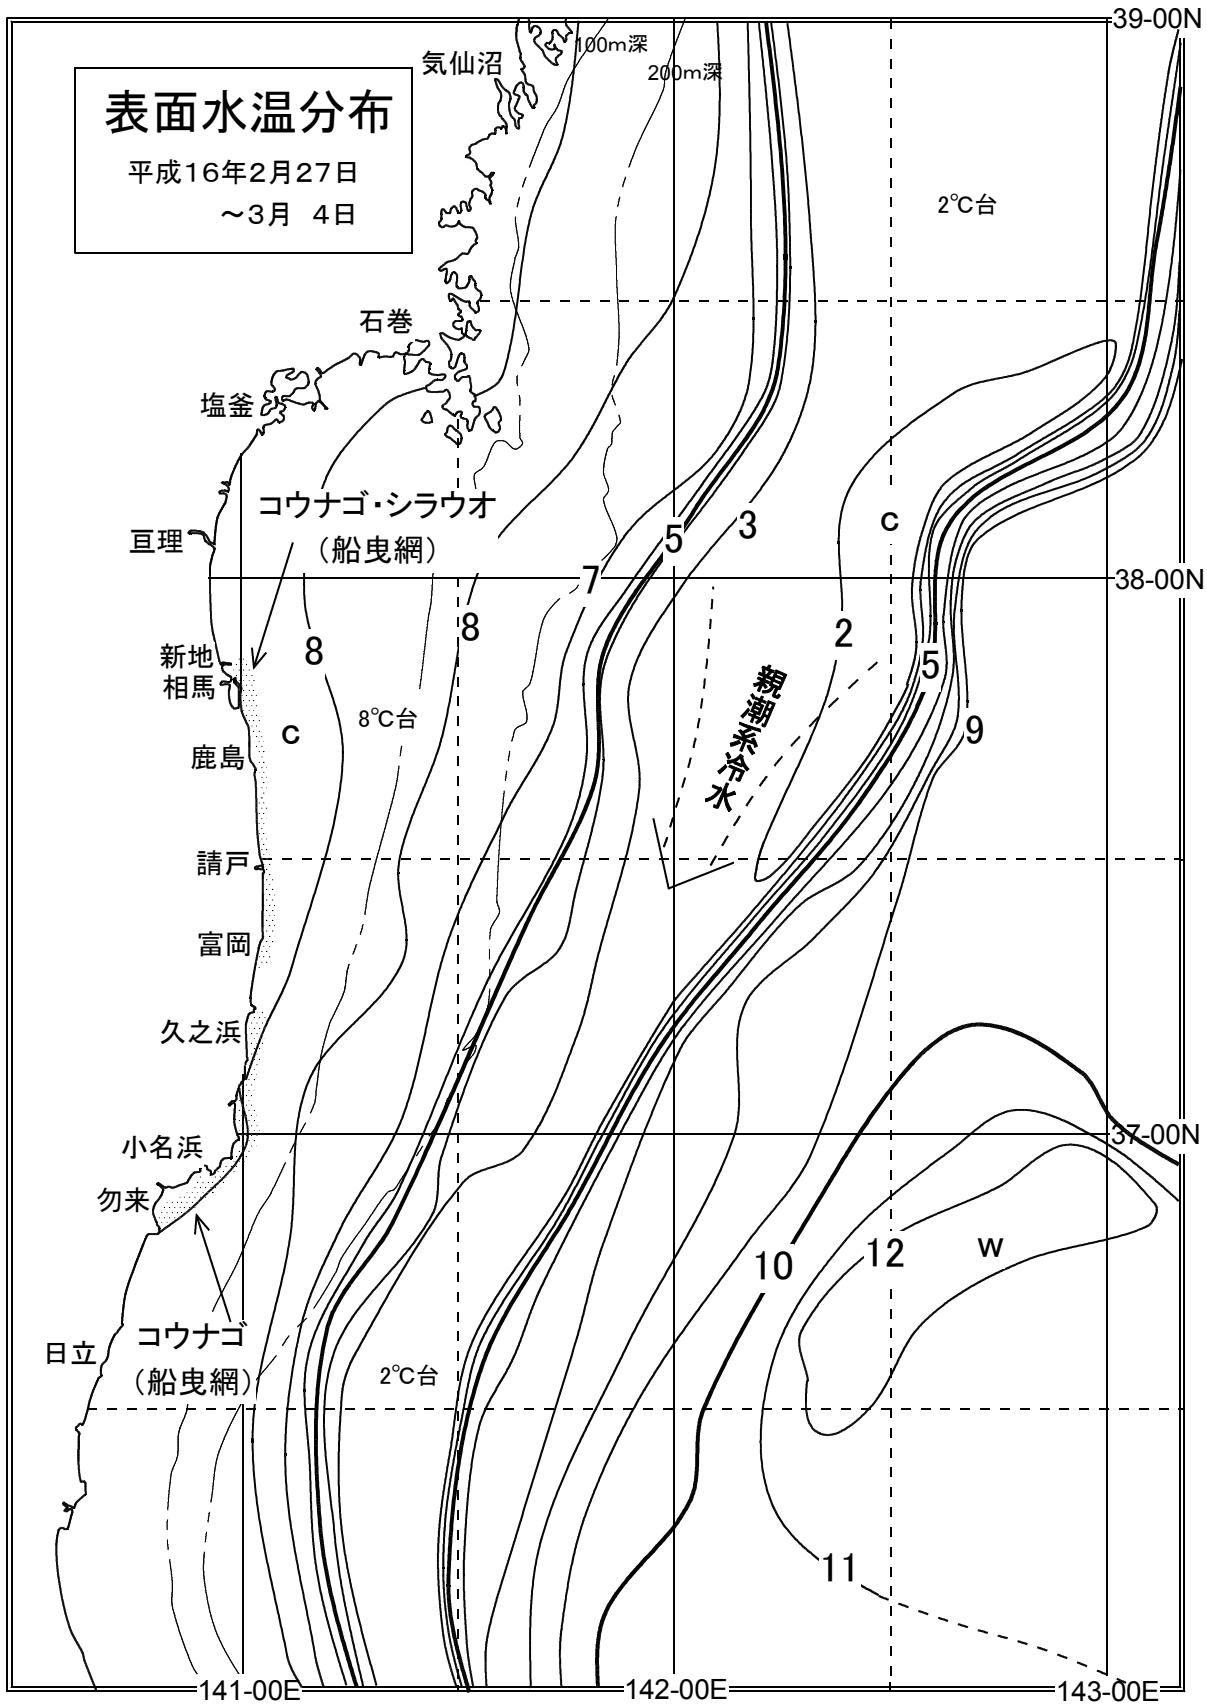 39-00N
100m深
気仙沼
200m深
表面水温分布
平成16年2月27日
～3月 4日
2℃台
石巻
塩釜
コウナゴ・シラウオ
（船曳網）
亘理
c
3
5
7
38-00N
8
8
2
5
新地
相馬
親潮系冷水
8℃台
c
9
鹿島
請戸
富岡
久之浜
37-00N
小名浜
勿来
10
12
w
コウナゴ
（船曳網）
日立
2℃台
11
141-00E
142-00E
143-00E